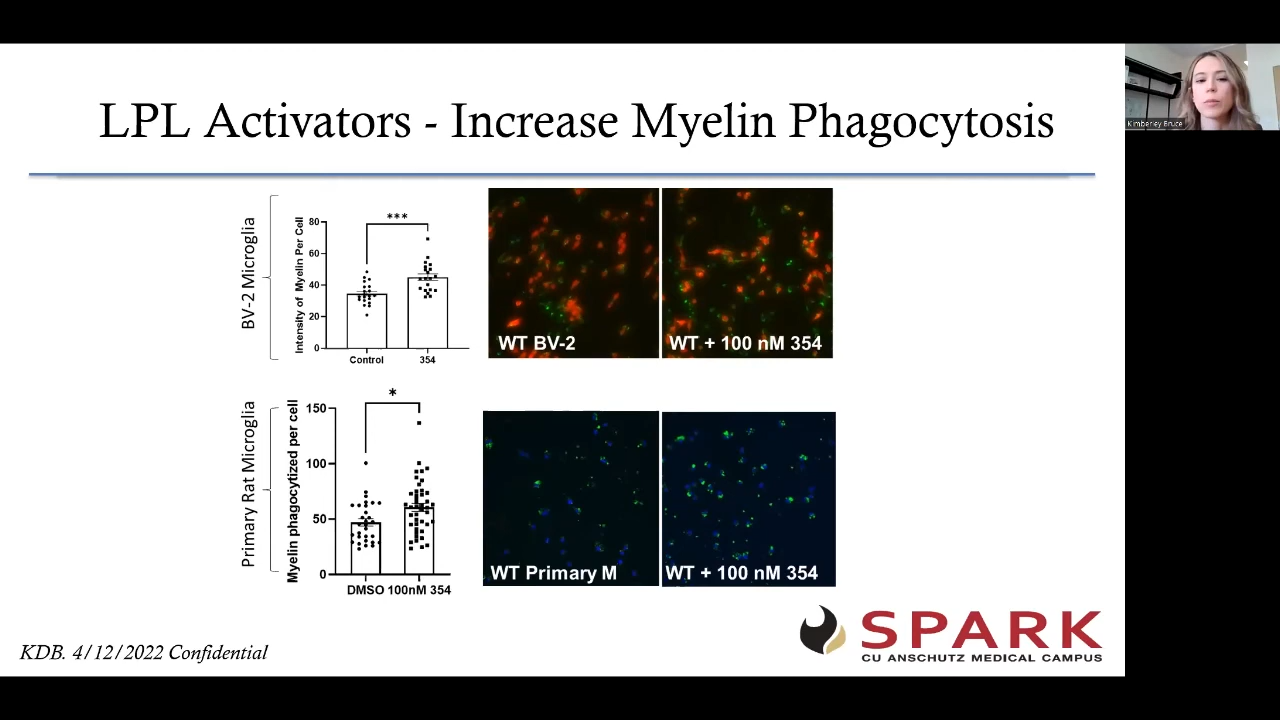 LPL Activators - Increase Myelin Phagocytosis
Kimberley Bruce
BV-2 Microglia
Intensity of Myelin Per Cell
80
60
40
20
0
***
Control
354
WT BV-2
WT + 100 nM 354
Primary Rat Microglia
Myelin phagocytized per cell
150
100
50
0
*
DMSO
100nM 354
WT Primary M
WT + 100 nM 354
KDB. 4/12/2022 Confidential
SPARK
CU ANSCHUTZ MEDICAL CAMPUS